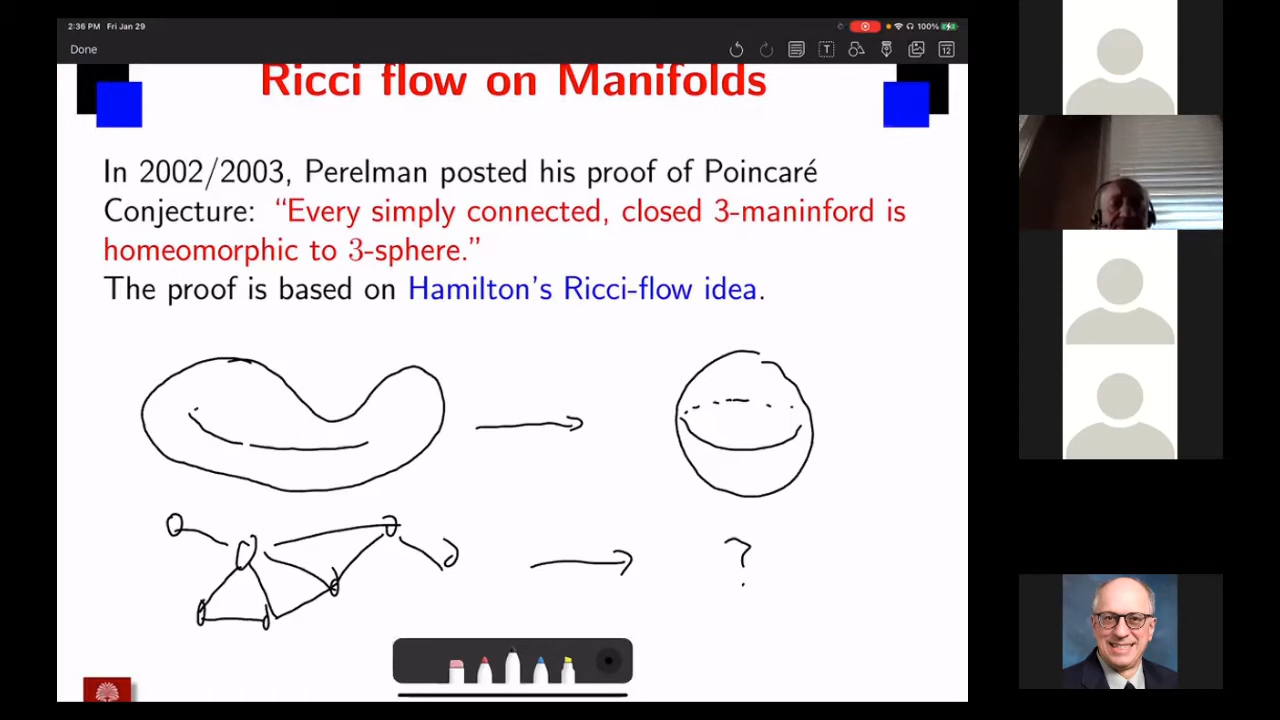 2:36 PM Fri Jan 29
100%
Done
T
12
Ricci flow on Manifolds
In 2002/2003, Perelman posted his proof of Poincaré
Conjecture: “Every simply connected, closed 3-maninford is
homeomorphic to 3-sphere.”
The proof is based on Hamilton's Ricci-flow idea.
?